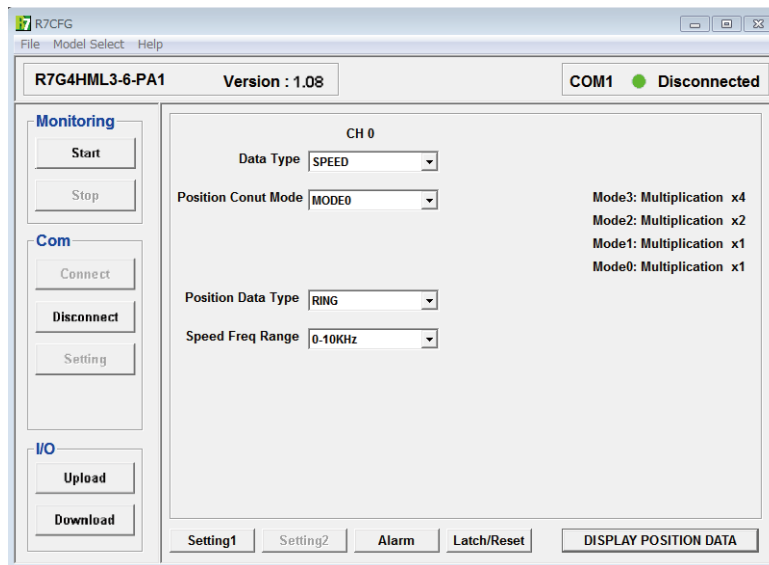 R7CFG
File Model Select Help
R7G4HML3-6-PA1 Version : 1.08
COM1 Disconnected
Monitoring
Start
Stop
Com
Connect
Disconnect
Setting
I/O
Upload
Download
CH 0
Data Type SPEED
Position Conut Mode MODE0
Mode3: Multiplication x4
Mode2: Multiplication x2
Mode1: Multiplication x1
Mode0: Multiplication x1
Position Data Type RING
Speed Freq Range 0-10KHz
Setting1 Setting2 Alarm Latch/Reset DISPLAY POSITION DATA